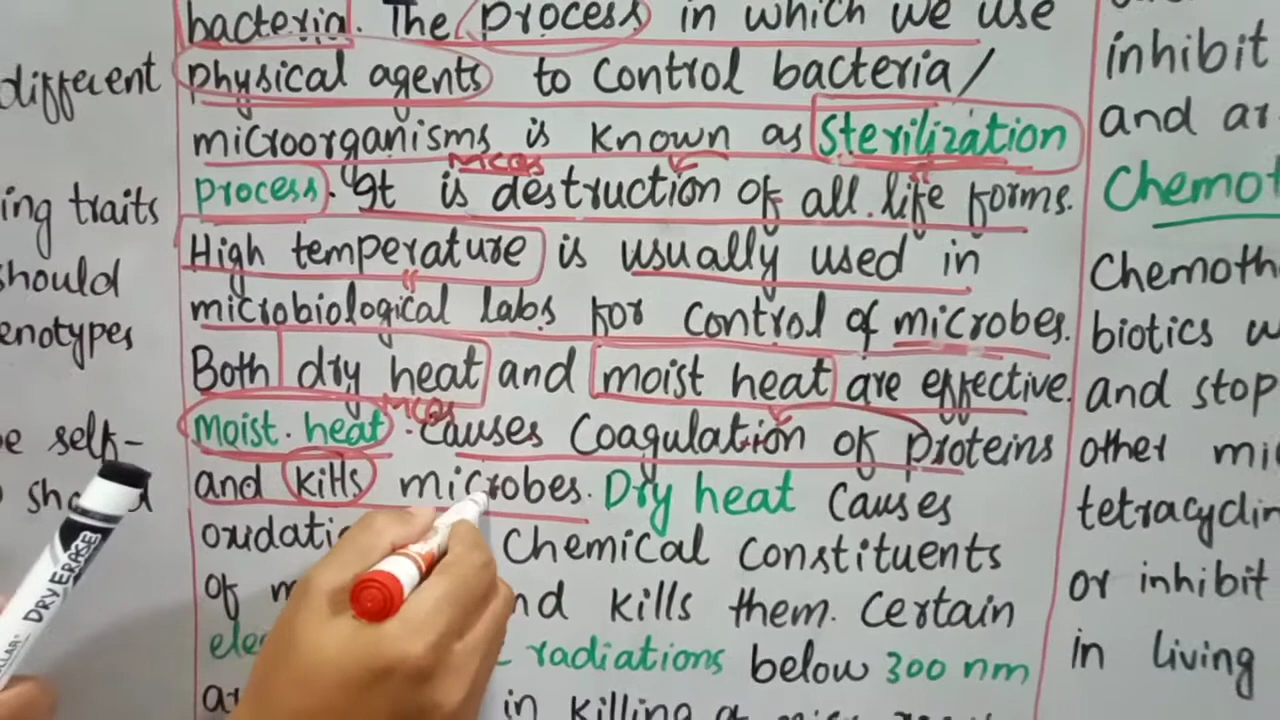 bacteria. The process in which we use
physical agents to control bacteria/
microorganisms is known as sterilization
MCQs
process. It is destruction of all life forms.
High temperature is usually used in
microbiological labs for control of microbes.
Both dry heat and moist heat are effective.
MCQs
Moist heat causes Coagulation of proteins
and kills microbes. Dry heat causes
Chemical constituents
of
and kills them. Certain
radiations below 300 nm
in killing
different
ing traits
should
enotypes
self-
inhibit
and
Chemot
Chemoth
biotics
and stop
other mi
tetracyclin
or inhibit
in living
DRY ERASE